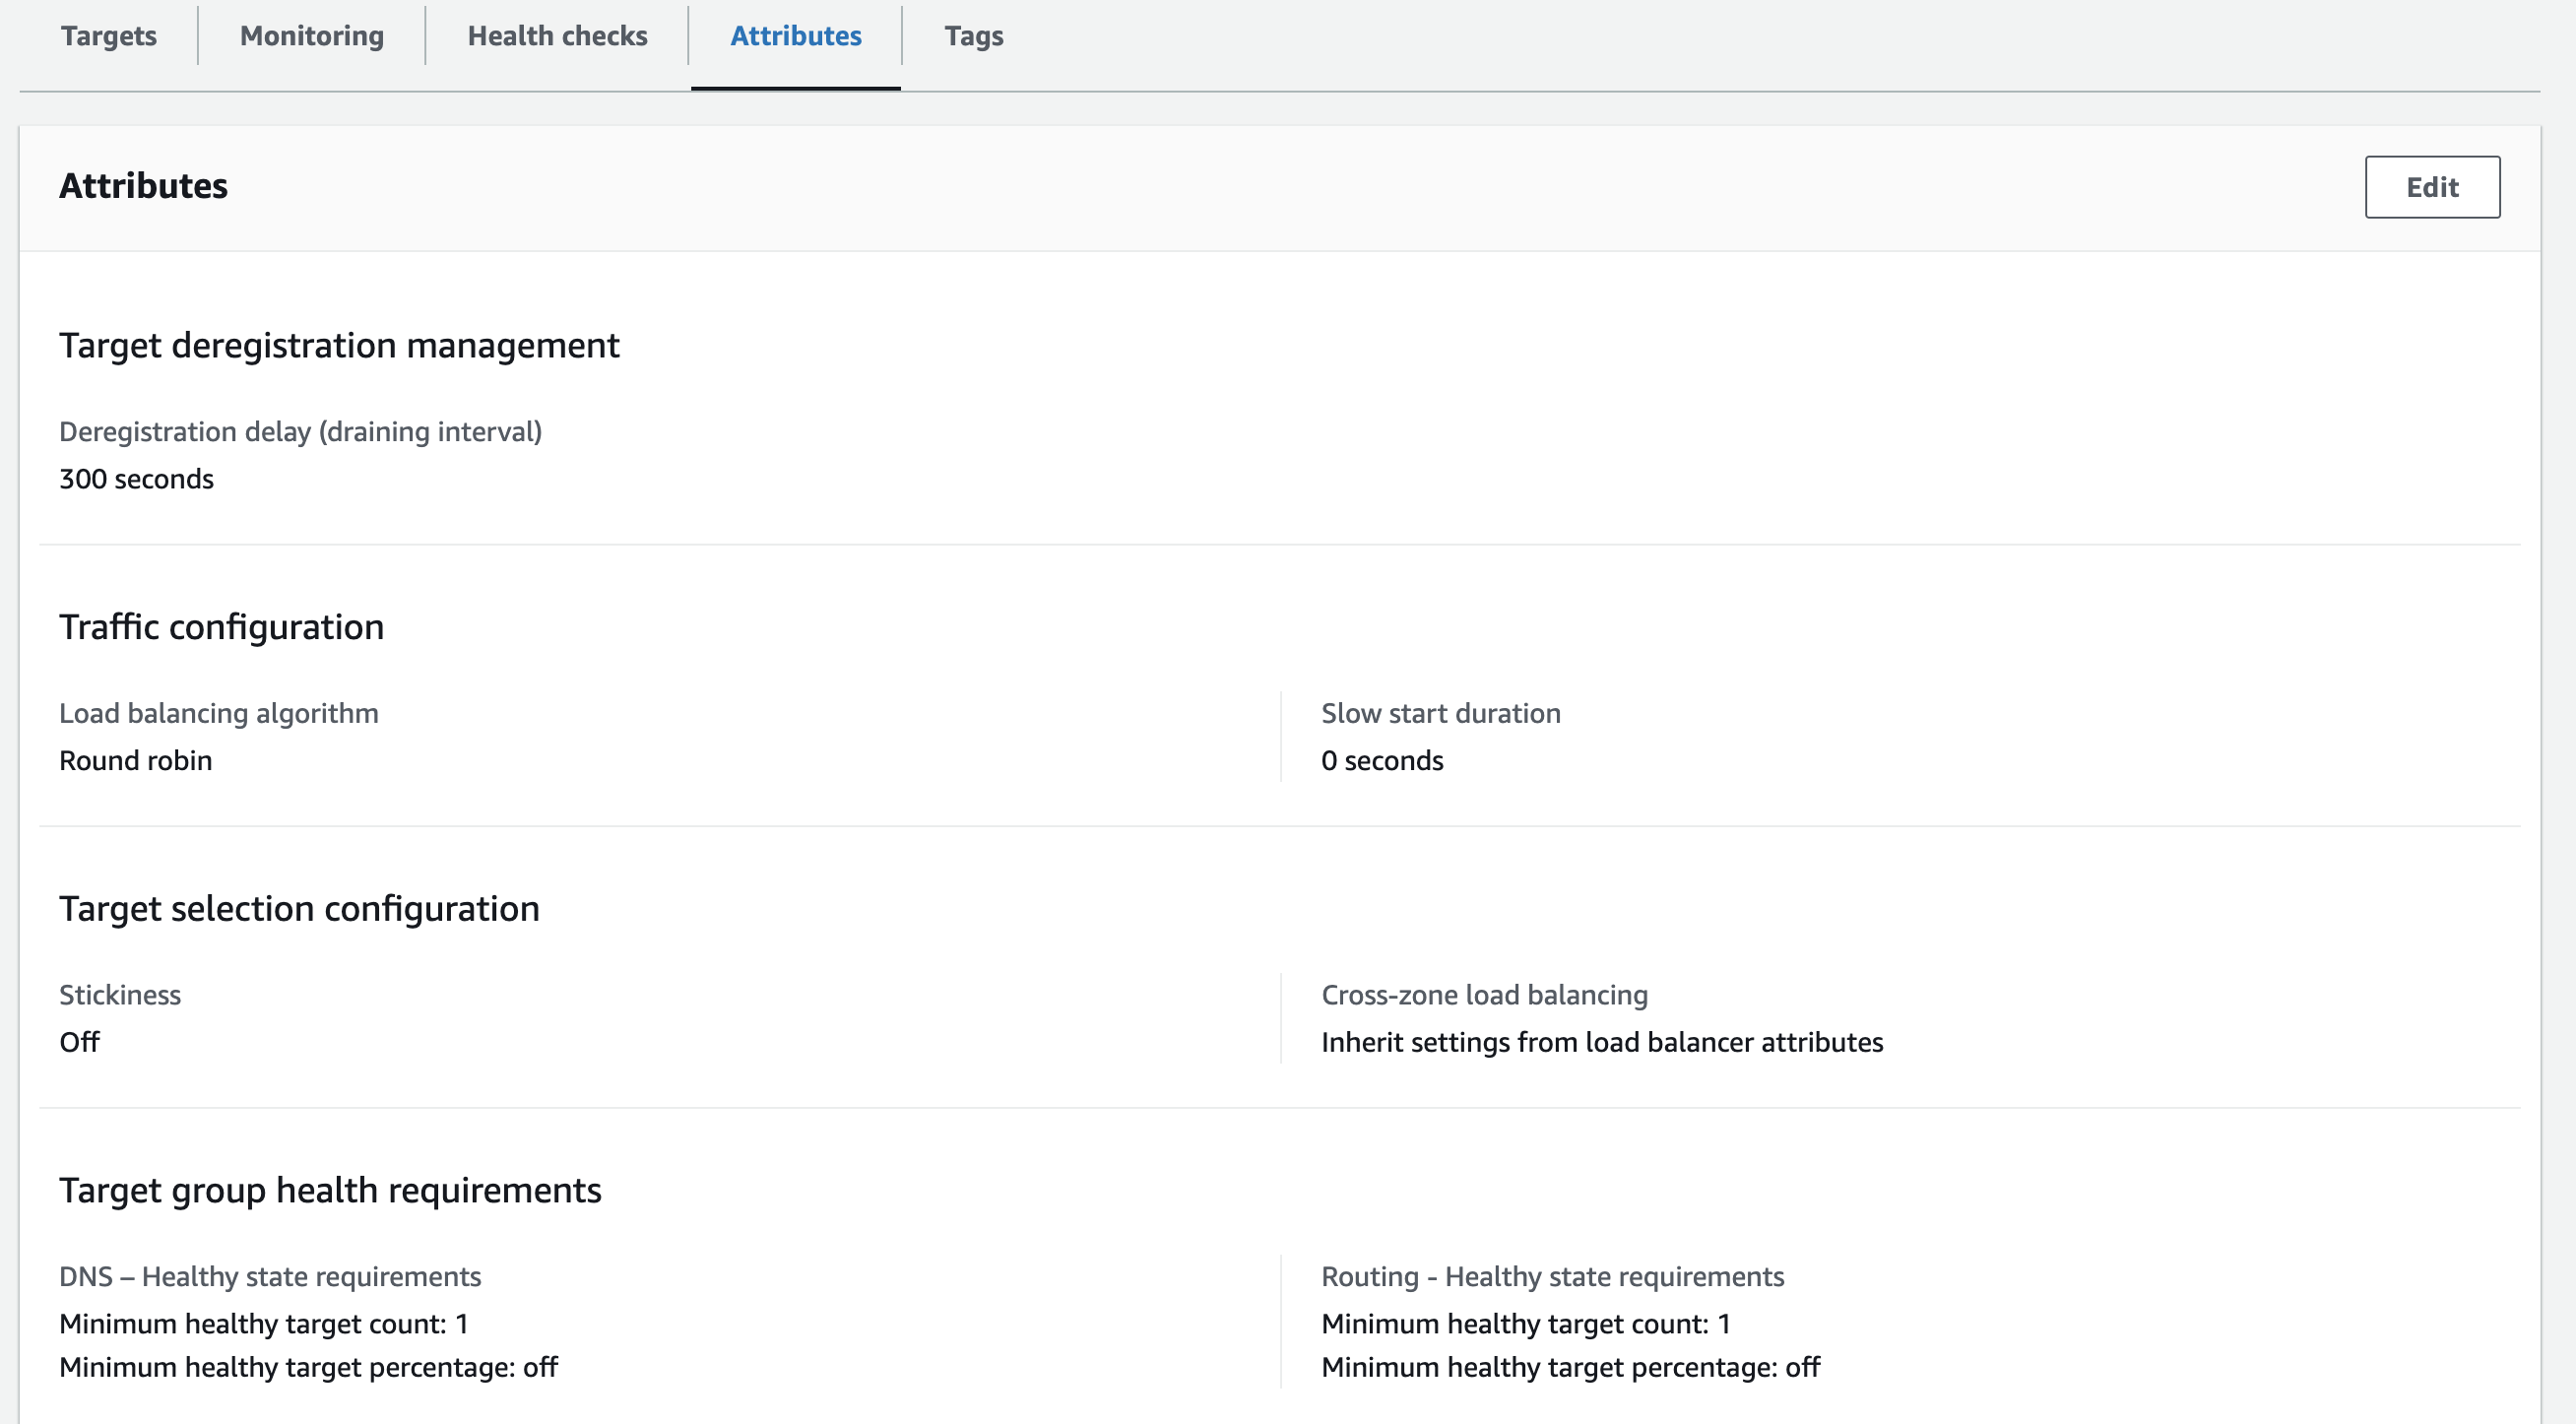 Targets
Monitoring
Health checks
Attributes
Tags
Attributes
Edit
Target deregistration management
Deregistration delay (draining interval)
300 seconds
Traffic configuration
Load balancing algorithm
Round robin
Slow start duration
0 seconds
Target selection configuration
Stickiness
Off
Cross-zone load balancing
Inherit settings from load balancer attributes
Target group health requirements
DNS – Healthy state requirements
Minimum healthy target count: 1
Minimum healthy target percentage: off
Routing - Healthy state requirements
Minimum healthy target count: 1
Minimum healthy target percentage: off